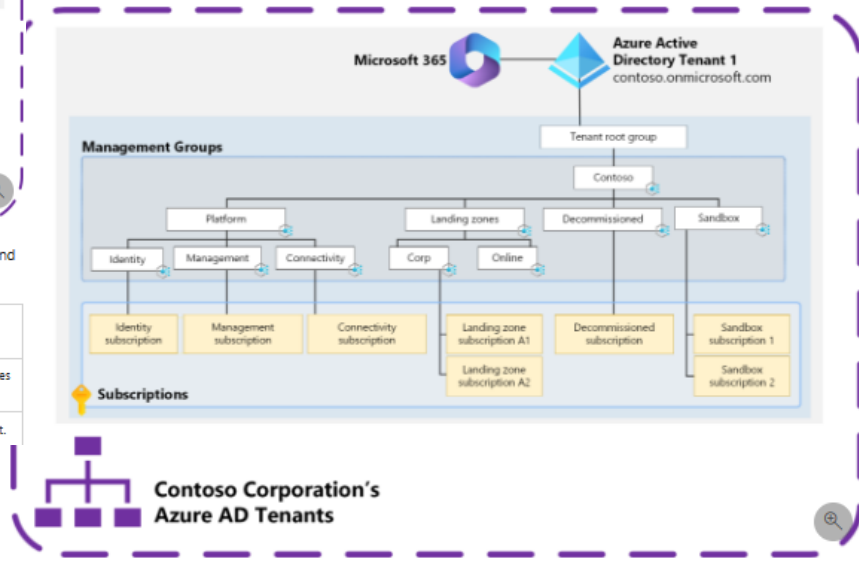 Azure Active
Directory Tenant 1
contoso.onmicrosoft.com
Microsoft 365
Tenant root group
Management Groups
Contoso
Platform
Landing zones
Decommissioned
Sandbox
Identity
Management
Connectivity
Corp
Online
Identity
subscription
Management
subscription
Connectivity
subscription
Landing zone
subscription A1
Decommissioned
subscription
Sandbox
subscription 1
Landing zone
subscription A2
Sandbox
subscription 2
Subscriptions
Contoso Corporation's
Azure AD Tenants